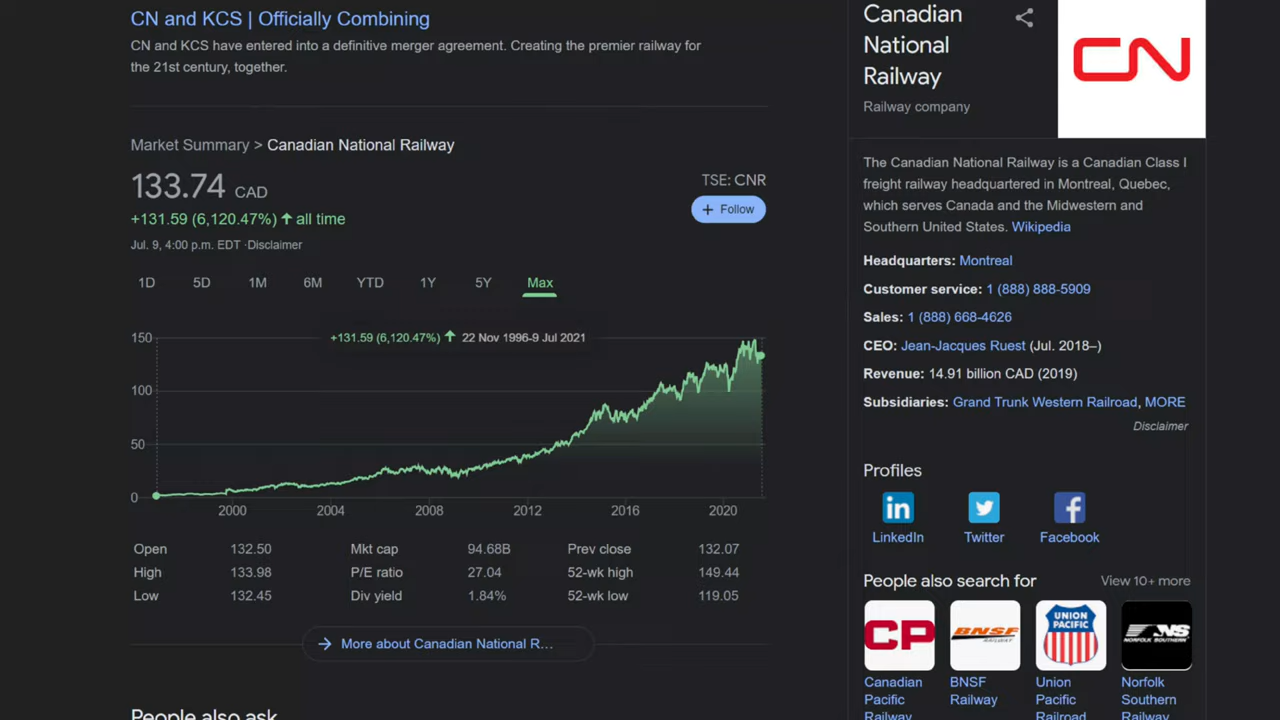 CN and KCS | Officially Combining
CN and KCS have entered into a definitive merger agreement. Creating the premier railway for
the 21st century, together.
Market Summary > Canadian National Railway
133.74 CAD
+131.59 (6,120.47%) ↑ all time
Jul. 9, 4:00 p.m. EDT ·Disclaimer
TSE: CNR
+ Follow
1D 5D 1M 6M YTD 1Y 5Y Max
+131.59 (6,120.47%) ↑ 22 Nov 1996-9 Jul 2021
150
100
50
0
2000 2004 2008 2012 2016 2020
Open 132.50 Mkt cap 94.68B Prev close 132.07
High 133.98 P/E ratio 27.04 52-wk high 149.44
Low 132.45 Div yield 1.84% 52-wk low 119.05
→ More about Canadian National R...
People also ask
Canadian
National
Railway
Railway company
CN
The Canadian National Railway is a Canadian Class I
freight railway headquartered in Montreal, Quebec,
which serves Canada and the Midwestern and
Southern United States. Wikipedia
Headquarters: Montreal
Customer service: 1 (888) 888-5909
Sales: 1 (888) 668-4626
CEO: Jean-Jacques Ruest (Jul. 2018–)
Revenue: 14.91 billion CAD (2019)
Subsidiaries: Grand Trunk Western Railroad, MORE
Disclaimer
Profiles
in
LinkedIn Twitter Facebook
People also search for
View 10+ more
CP
BNSF
RAILWAY
UNION
PACIFIC
NS
NORFOLK SOUTHERN
Canadian
Pacific
Railway
BNSF
Railway
Union
Pacific
Railroad
Norfolk
Southern
Railway